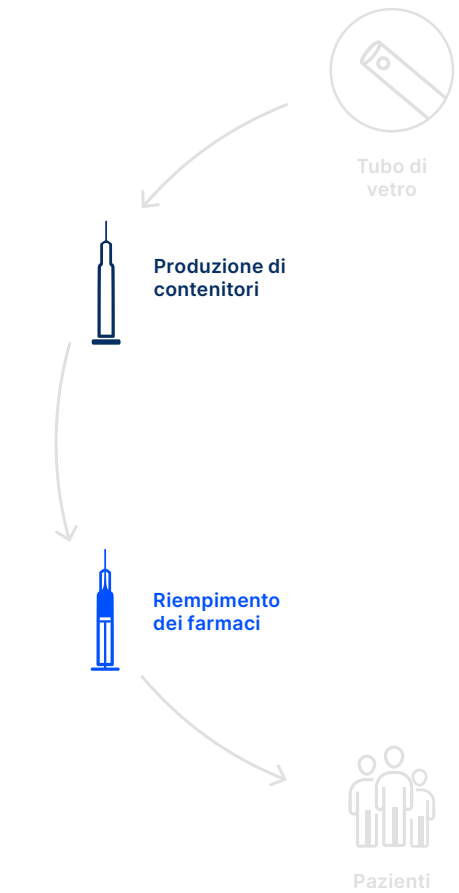 Tubo di
vetro
Produzione di
contenitori
Riempimento
dei farmaci
Pazienti